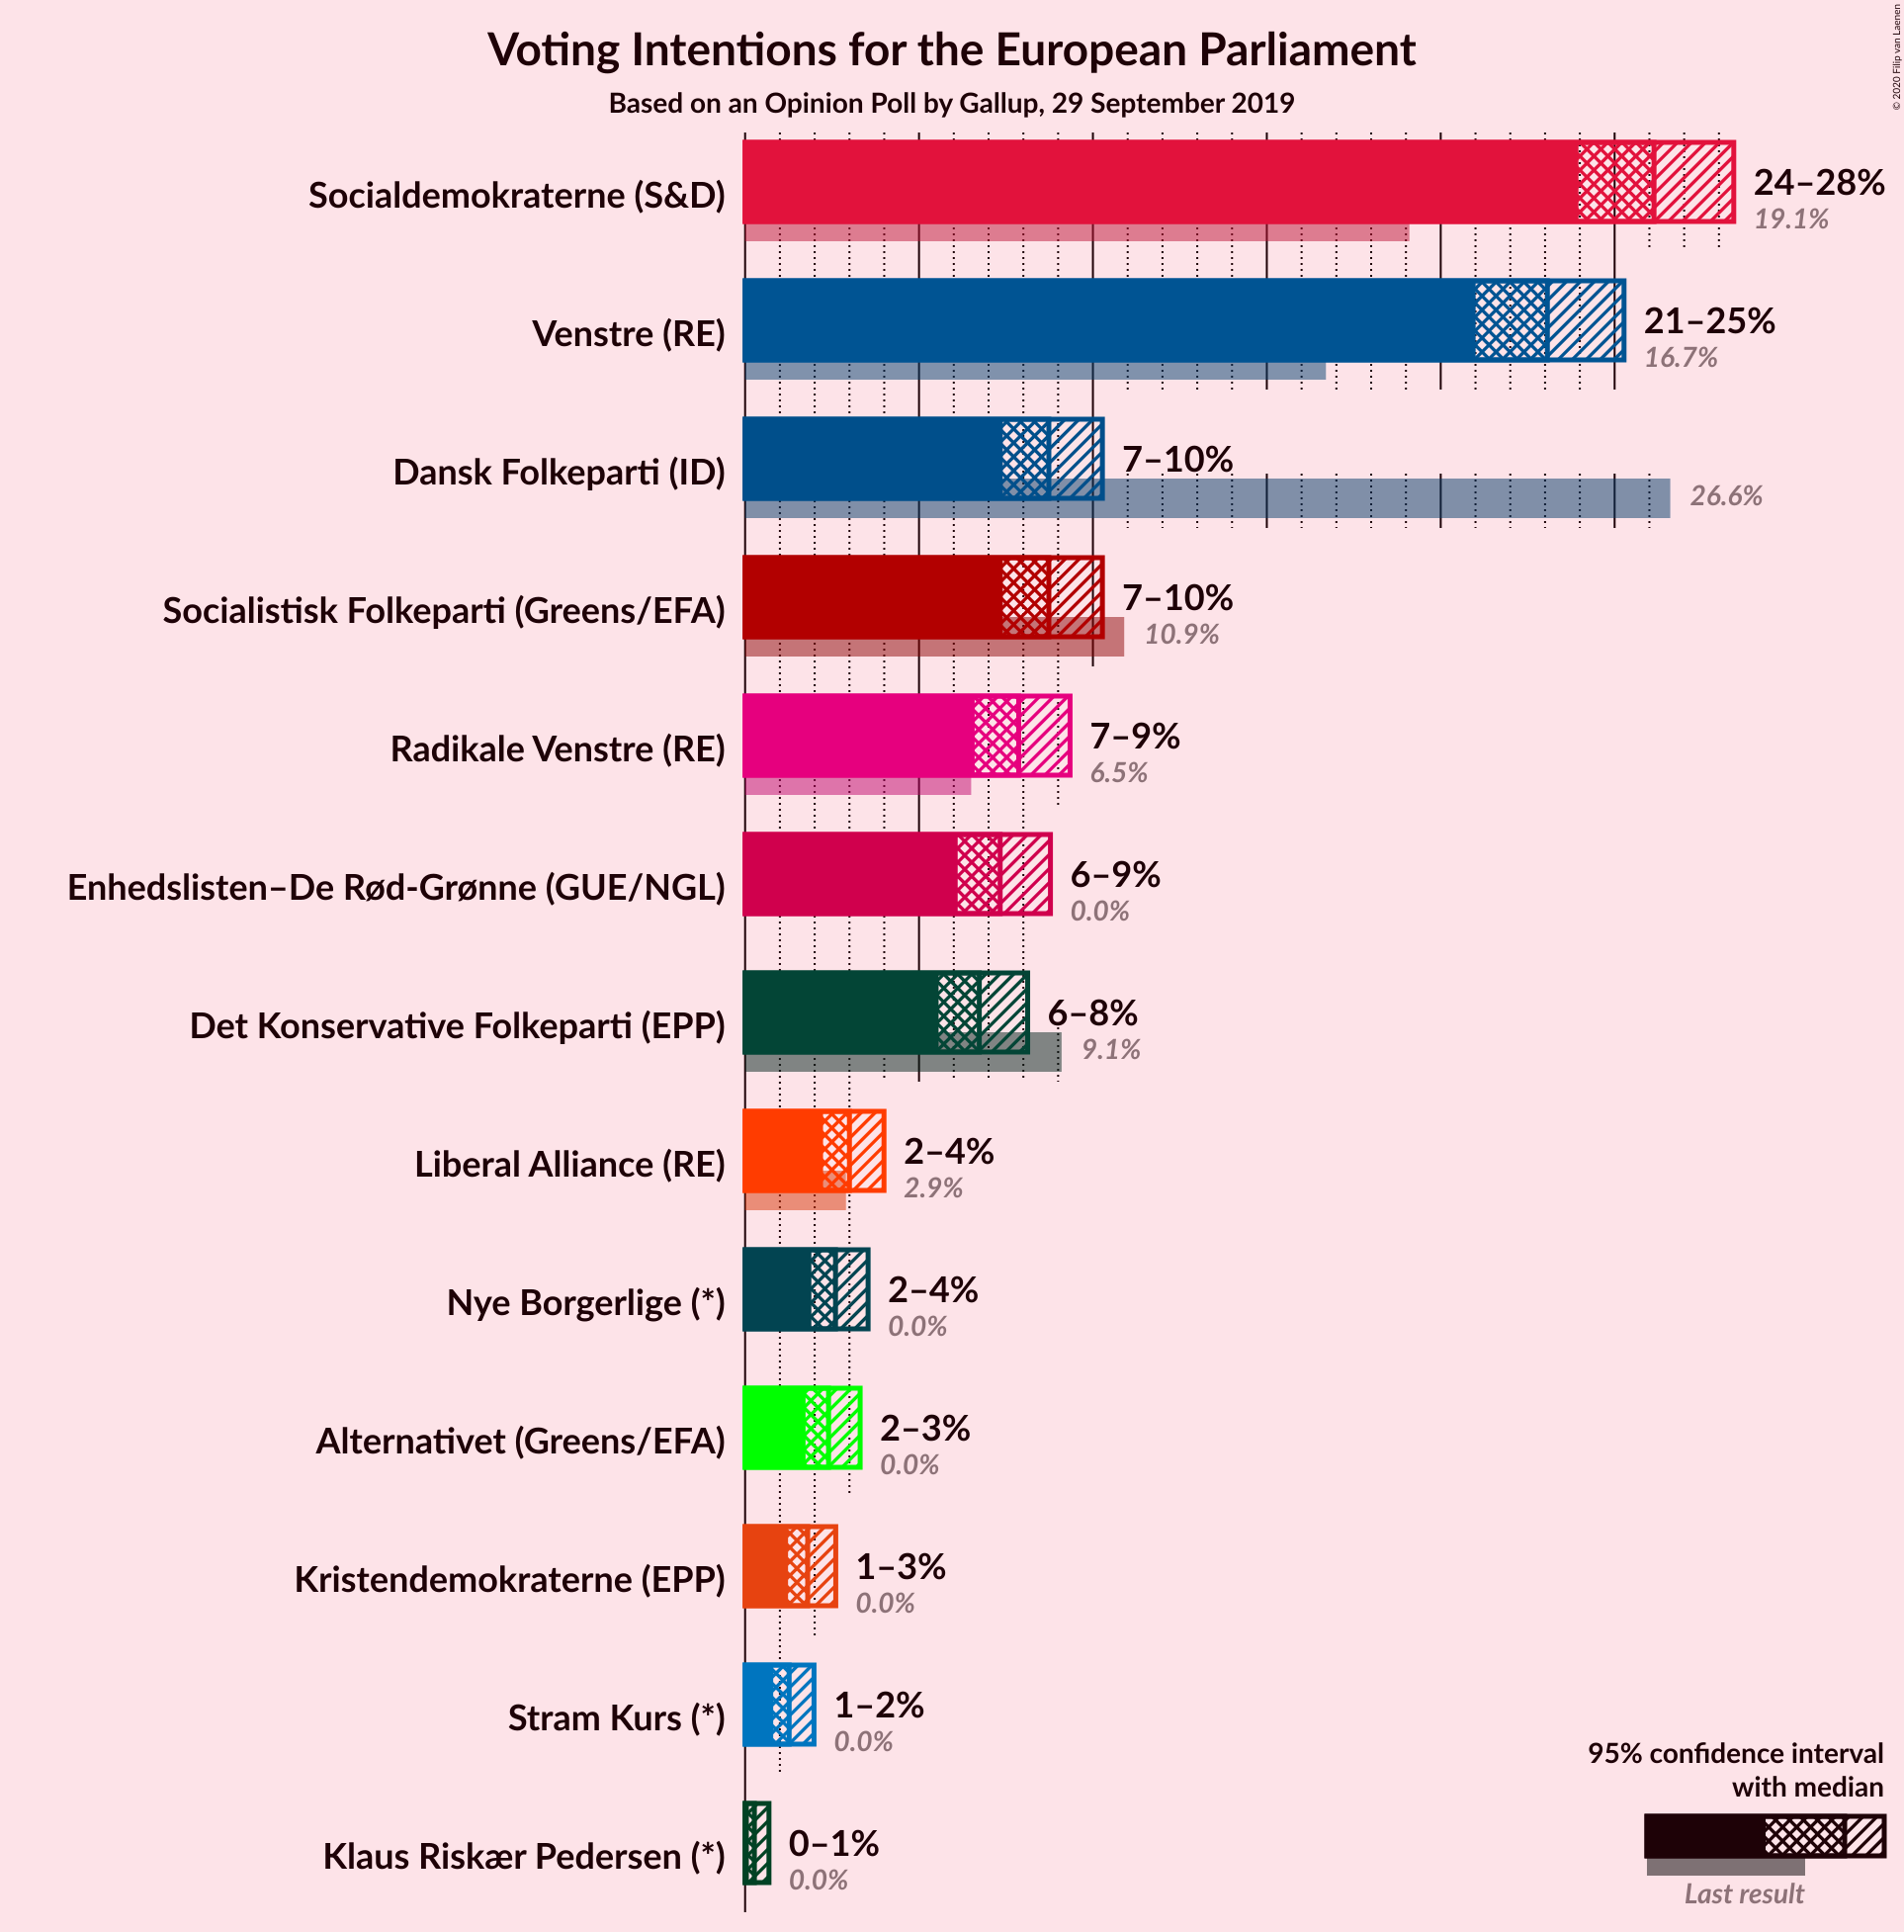 Voting Intentions for the European Parliament
Based on an Opinion Poll by Gallup, 29 September 2019
© 2020 Filip van Laenen
Socialdemokraterne (S&D)
24–28%
19.1%
Venstre (RE)
21–25%
16.7%
Dansk Folkeparti (ID)
7–10%
26.6%
Socialistisk Folkeparti (Greens/EFA)
7–10%
10.9%
Radikale Venstre (RE)
7–9%
6.5%
Enhedslisten–De Rød-Grønne (GUE/NGL)
6–9%
0.0%
Det Konservative Folkeparti (EPP)
6–8%
9.1%
Liberal Alliance (RE)
2–4%
2.9%
Nye Borgerlige (*)
2–4%
0.0%
Alternativet (Greens/EFA)
2–3%
0.0%
Kristendemokraterne (EPP)
1–3%
0.0%
Stram Kurs (*)
1–2%
0.0%
Klaus Riskær Pedersen (*)
0–1%
0.0%
95% confidence interval
with median
Last result